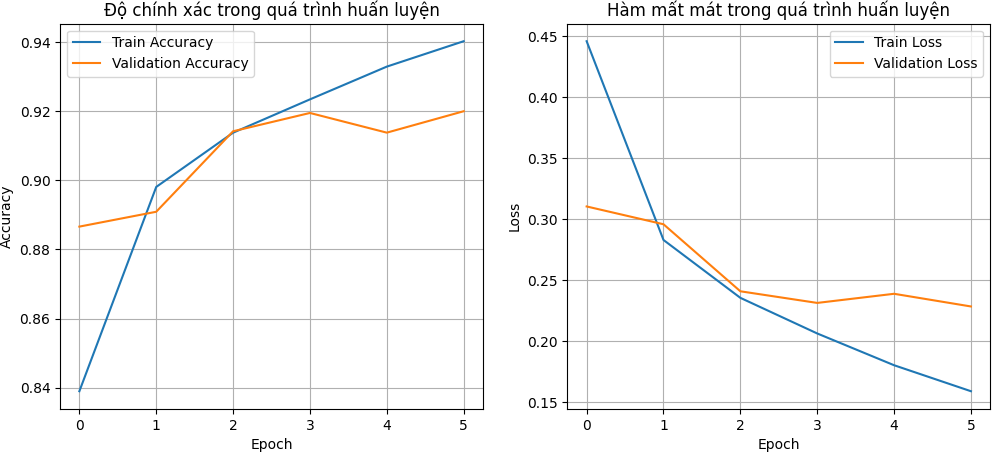 Độ chính xác trong quá trình huấn luyện
0.94
0.92
0.90
0.88
0.86
0.84
Accuracy
Train Accuracy
Validation Accuracy
0 1 2 3 4 5
Epoch
Hàm mất mát trong quá trình huấn luyện
0.45
0.40
0.35
0.30
0.25
0.20
0.15
Loss
Train Loss
Validation Loss
0 1 2 3 4 5
Epoch